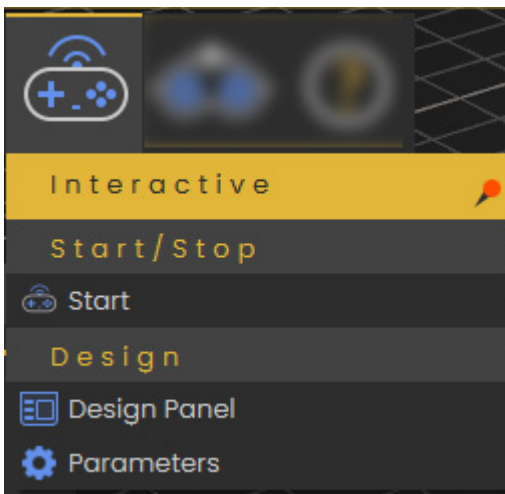 Interactive
Start/Stop
Start
Design
Design Panel
Parameters